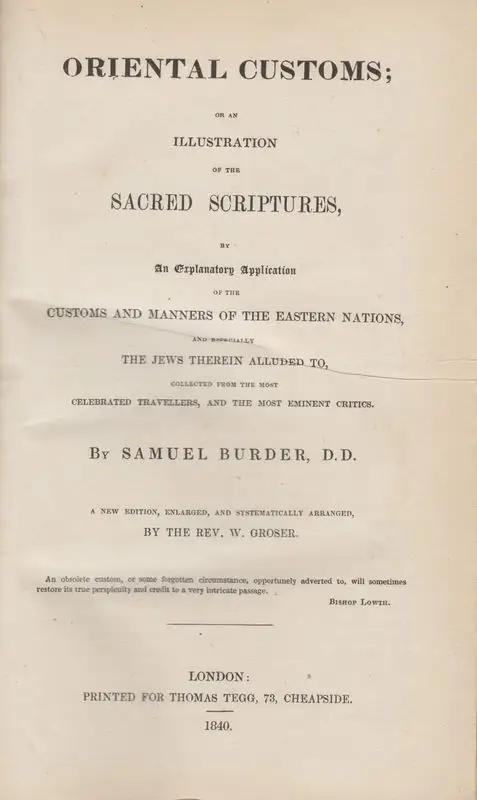 ORIENTAL CUSTOMS;
OR AN
ILLUSTRATION
OF THE
SACRED SCRIPTURES,
BY
An Explanatory Application
OF THE
CUSTOMS AND MANNERS OF THE EASTERN NATIONS,
AND ESPECIALLY
THE JEWS THEREIN ALLUDED TO,
COLLECTED FROM THE MOST
CELEBRATED TRAVELLERS, AND THE MOST EMINENT CRITICS.
BY SAMUEL BURDER, D.D.
A NEW EDITION, ENLARGED, AND SYSTEMATICALLY ARRANGED,
BY THE REV. W. GROSER.
An obsolete custom, or some forgotten circumstance, opportunely adverted to, will sometimes
restore its true perspicuity and credit to a very intricate passage.
BISHOP LOWTH.
LONDON:
PRINTED FOR THOMAS TEGG, 73, CHEAPSIDE.
1840.